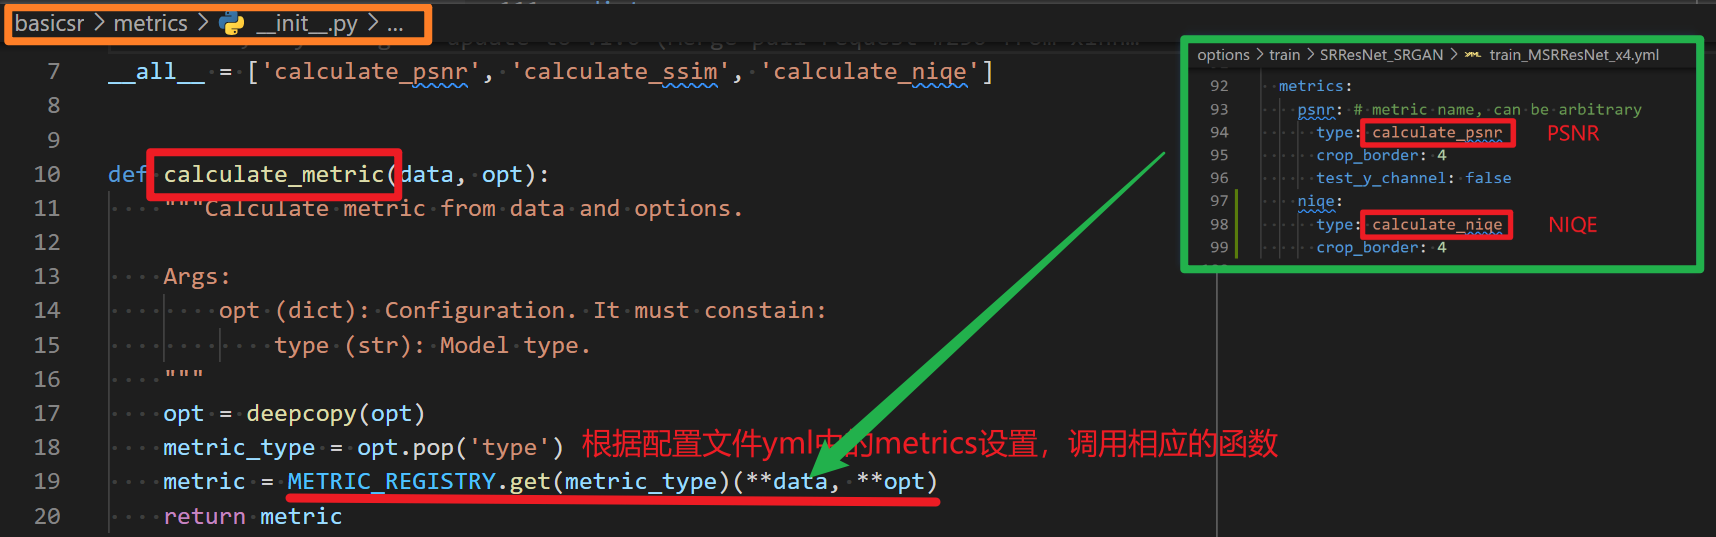 basicsr > metrics > __init__.py > ...
7 __all__ = ['calculate_psnr', 'calculate_ssim', 'calculate_niqe']
8
9
10 def calculate_metric(data, opt):
11 """Calculate metric from data and options.
12
13 Args:
14 opt (dict): Configuration. It must constain:
15 type (str): Model type.
16 """
17 opt = deepcopy(opt)
18 metric_type = opt.pop('type') 根据配置文件yml中的metrics设置，调用相应的函数
19 metric = METRIC_REGISTRY.get(metric_type)(**data, **opt)
20 return metric
options > train > SRResNet_SRGAN > train_MSRResNet_x4.yml
92 metrics:
93 psnr: # metric name, can be arbitrary
94 type: calculate_psnr PSNR
95 crop_border: 4
96 test_y_channel: false
97 niqe:
98 type: calculate_niqe NIQE
99 crop_border: 4